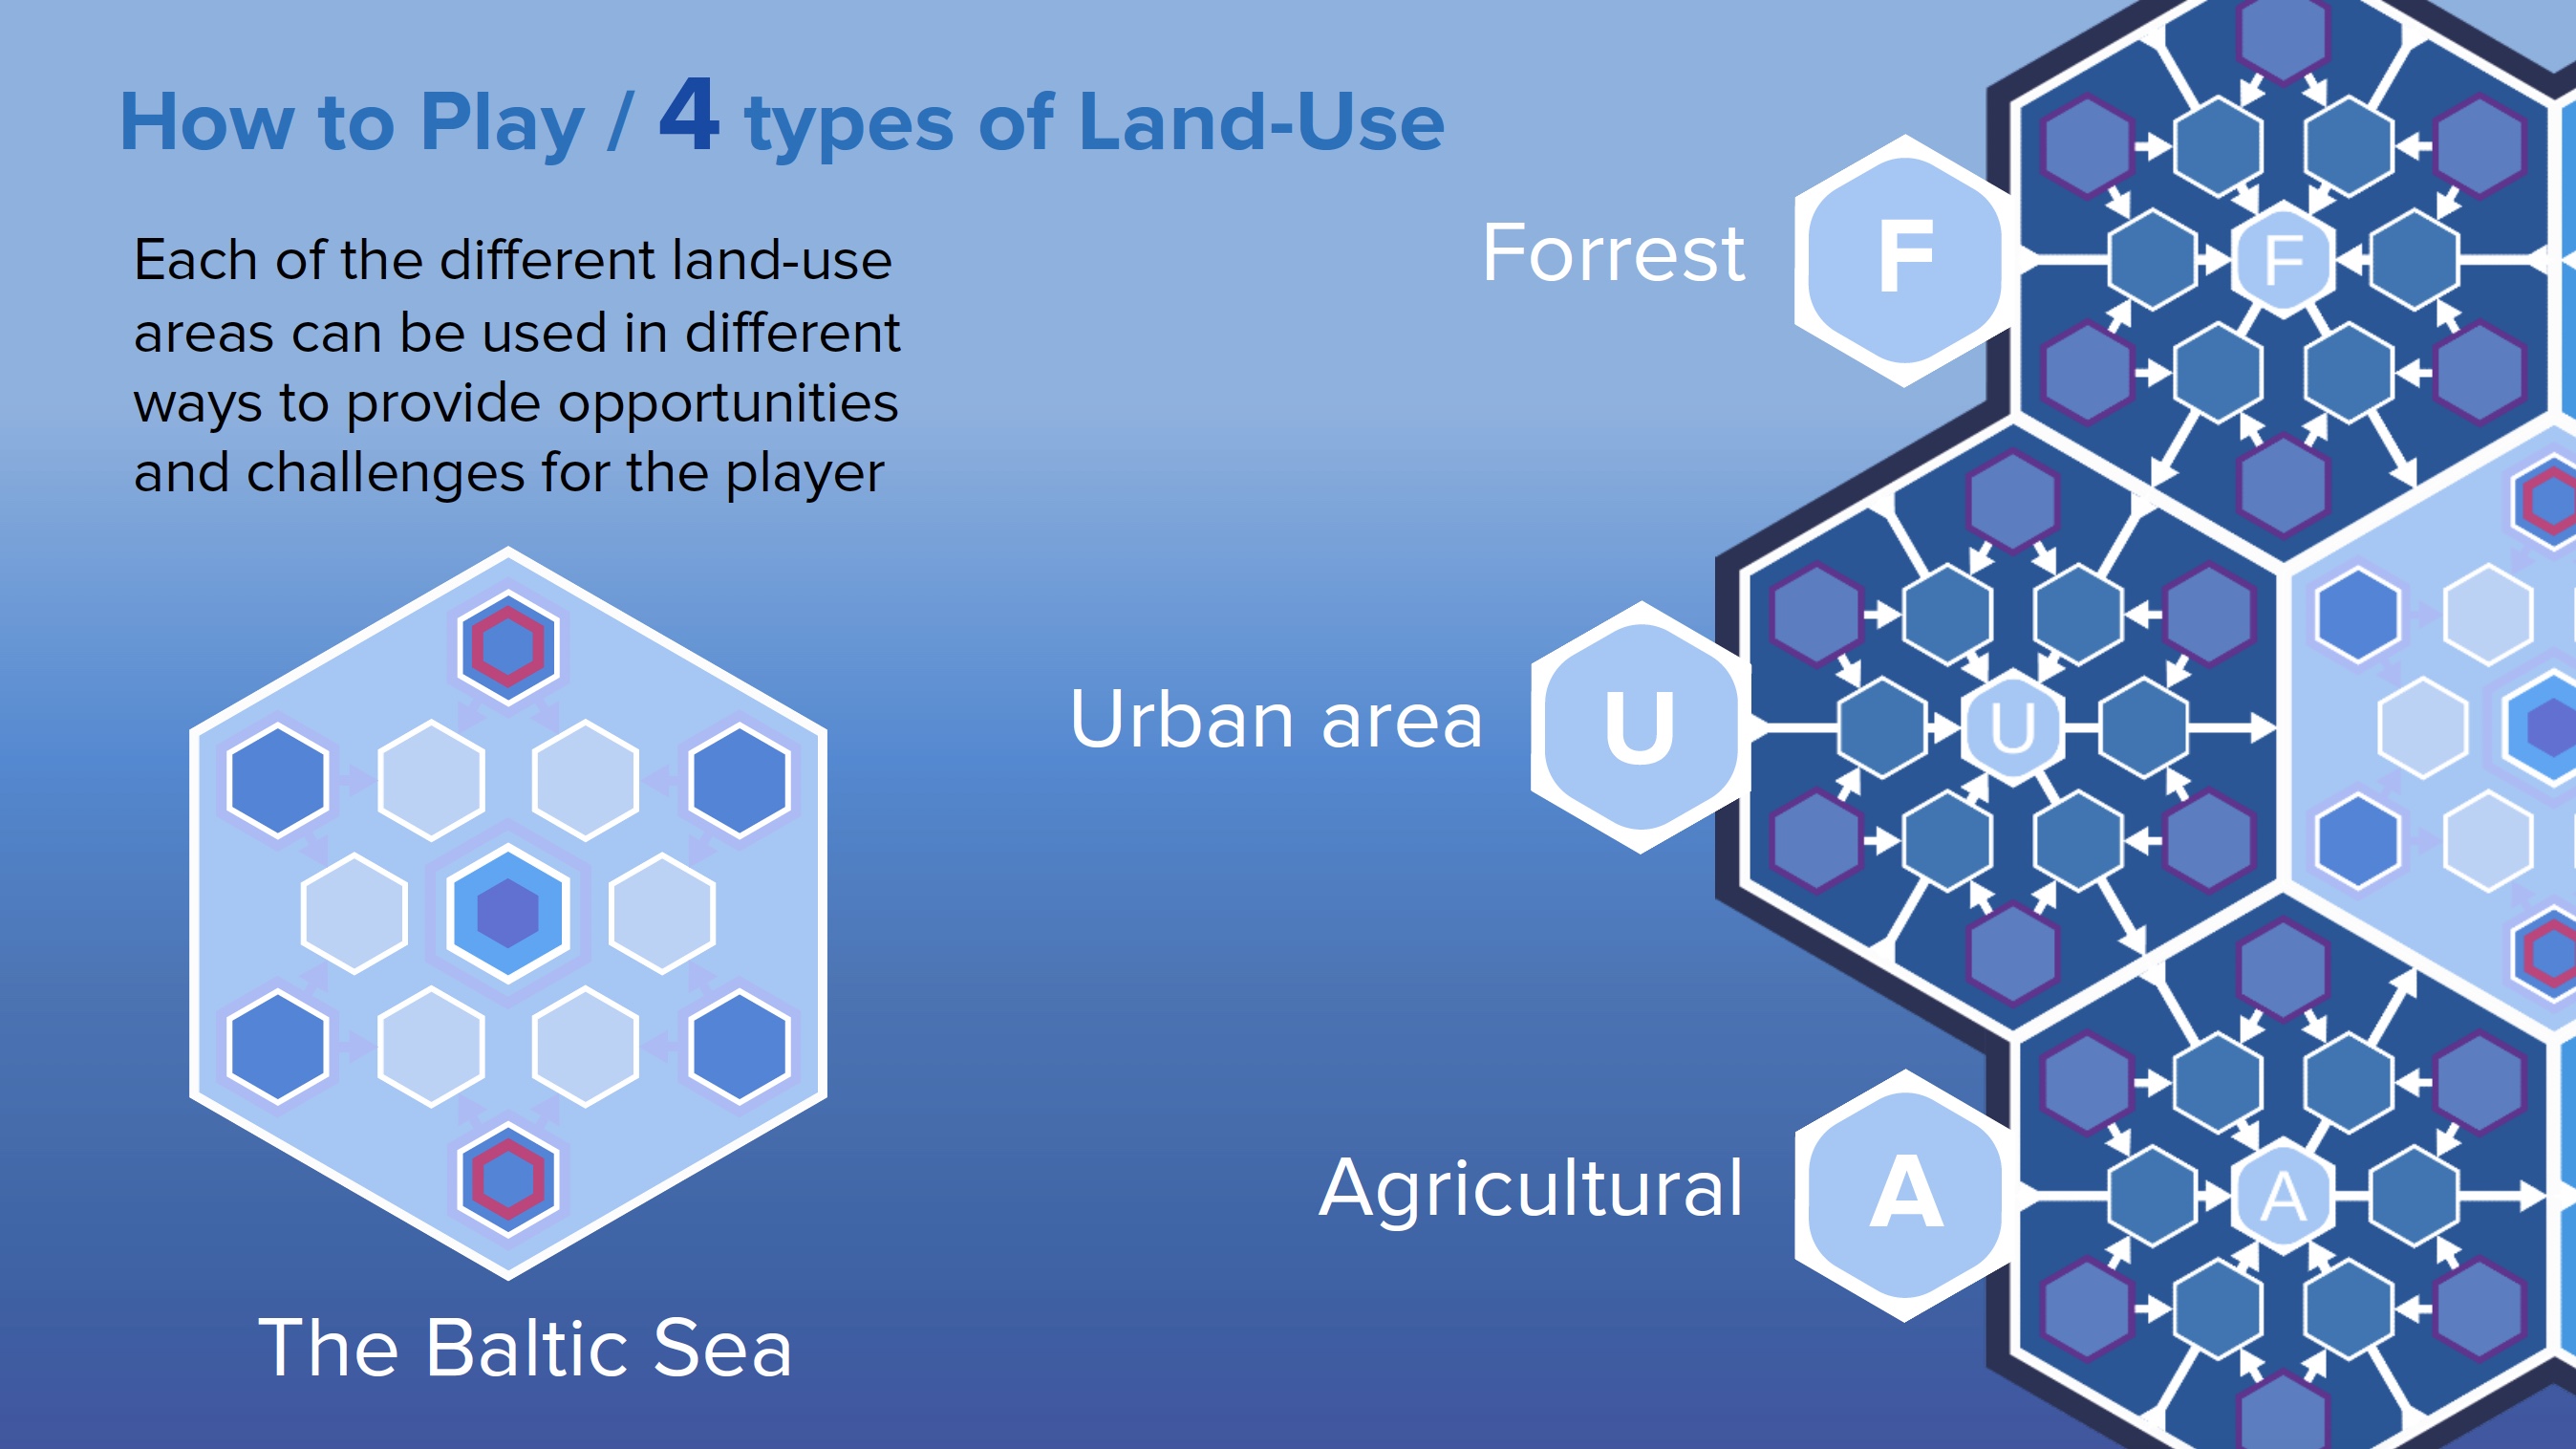 How to Play / 4 types of Land-Use
Each of the different land-use
areas can be used in different
ways to provide opportunities
and challenges for the player
Forrest
F
F
Urban area
U
U
Agricultural
A
A
The Baltic Sea